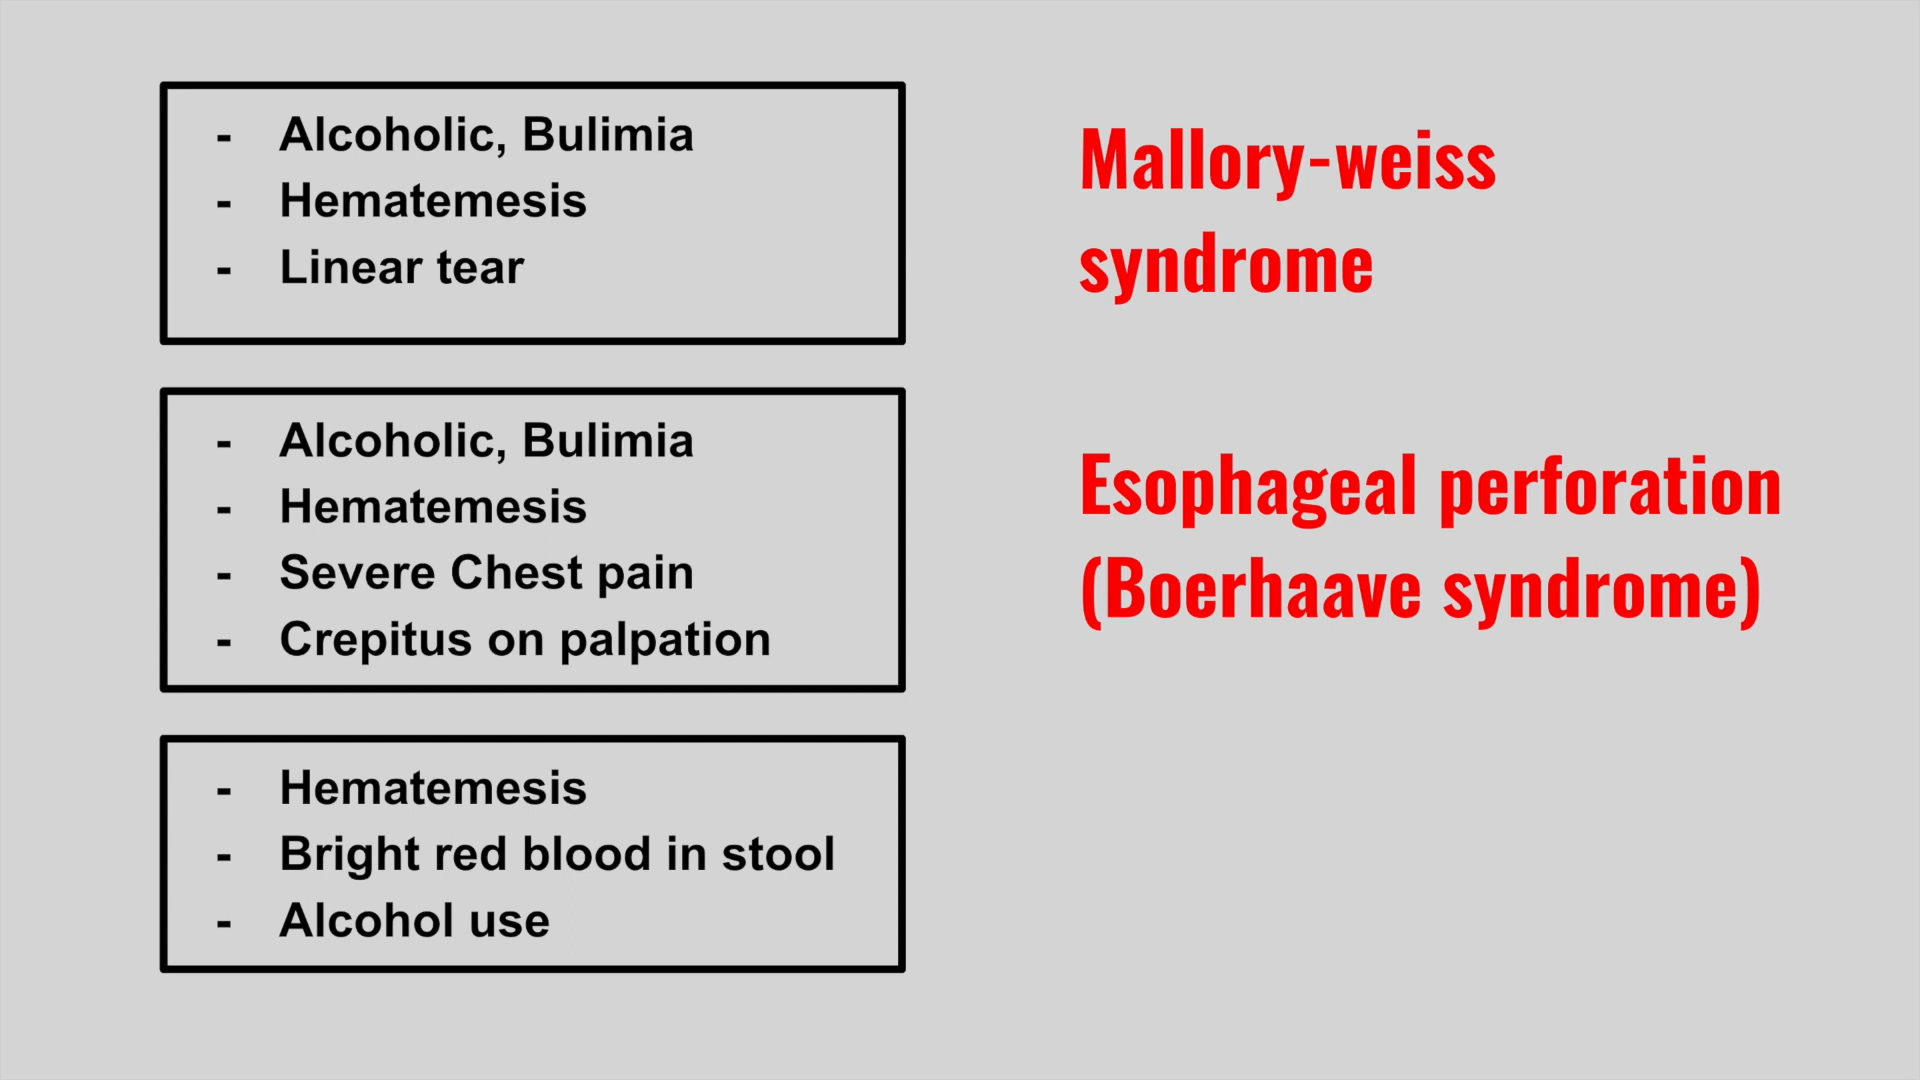 - Alcoholic, Bulimia
- Hematemesis
- Linear tear
Mallory-weiss
syndrome
- Alcoholic, Bulimia
- Hematemesis
- Severe Chest pain
- Crepitus on palpation
Esophageal perforation
(Boerhaave syndrome)
- Hematemesis
- Bright red blood in stool
- Alcohol use